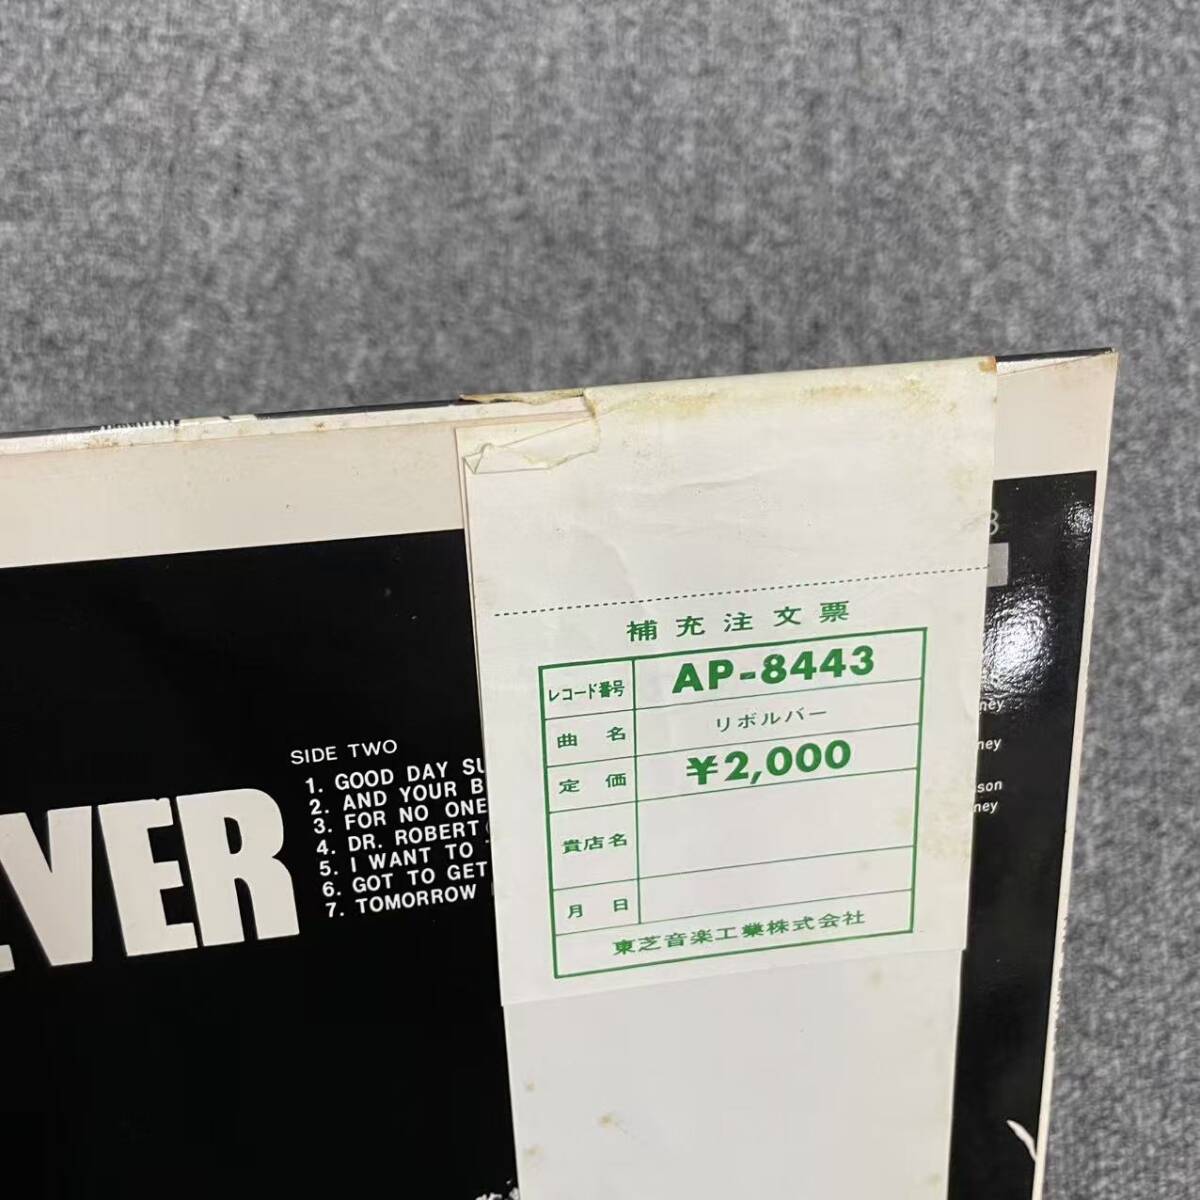 補充注文票
レコード番号 AP-8443
曲名 リボルバー
定価 ¥2,000
貴店名
月日
東芝音楽工業株式会社
SIDE TWO
1. GOOD DAY SU
2. AND YOUR B
3. FOR NO ONE
4. DR. ROBERT
5. I WANT TO
6. GOT TO GET
7. TOMORROW
LVER
3
ney
ney
son
ney